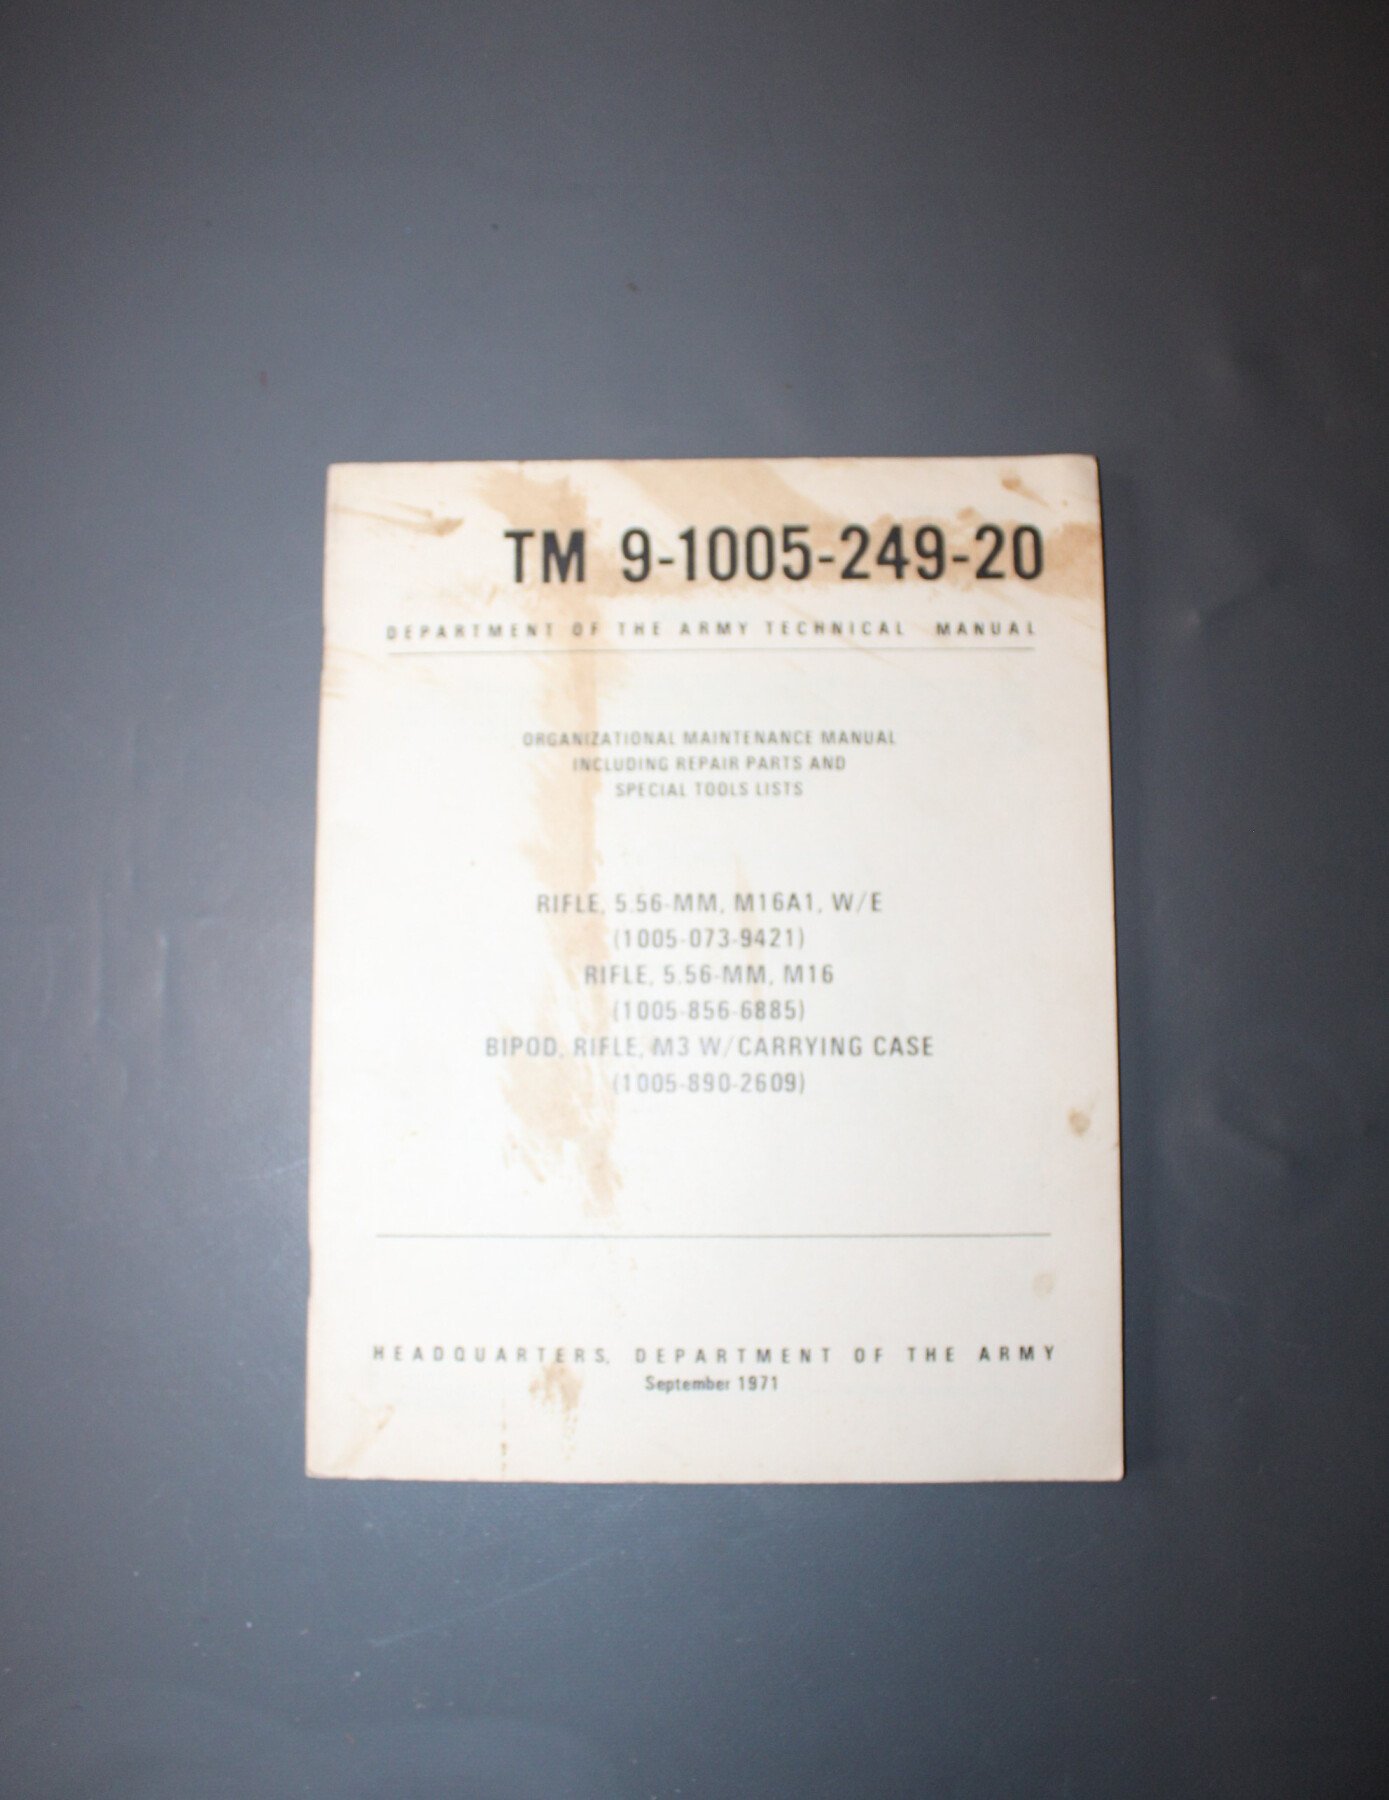 TM 9-1005-249-20
DEPARTMENT OF THE ARMY TECHNICAL MANUAL
ORGANIZATIONAL MAINTENANCE MANUAL
INCLUDING REPAIR PARTS AND
SPECIAL TOOLS LISTS
RIFLE, 5.56-MM, M16A1, W/E
(1005-073-9421)
RIFLE, 5.56-MM, M16
(1005-856-6885)
BIPOD, RIFLE, M3 W/CARRYING CASE
(1005-890-2609)
HEADQUARTERS, DEPARTMENT OF THE ARMY
September 1971